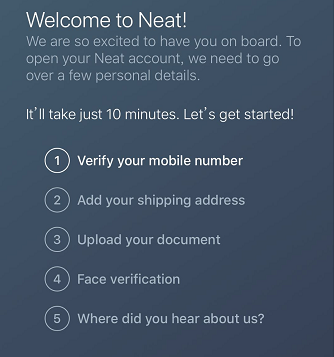 Welcome to Neat!
We are so excited to have you on board. To
open your Neat account, we need to go
over a few personal details.
It'll take just 10 minutes. Let's get started!
1 Verify your mobile number
2 Add your shipping address
3 Upload your document
4 Face verification
5 Where did you hear about us?